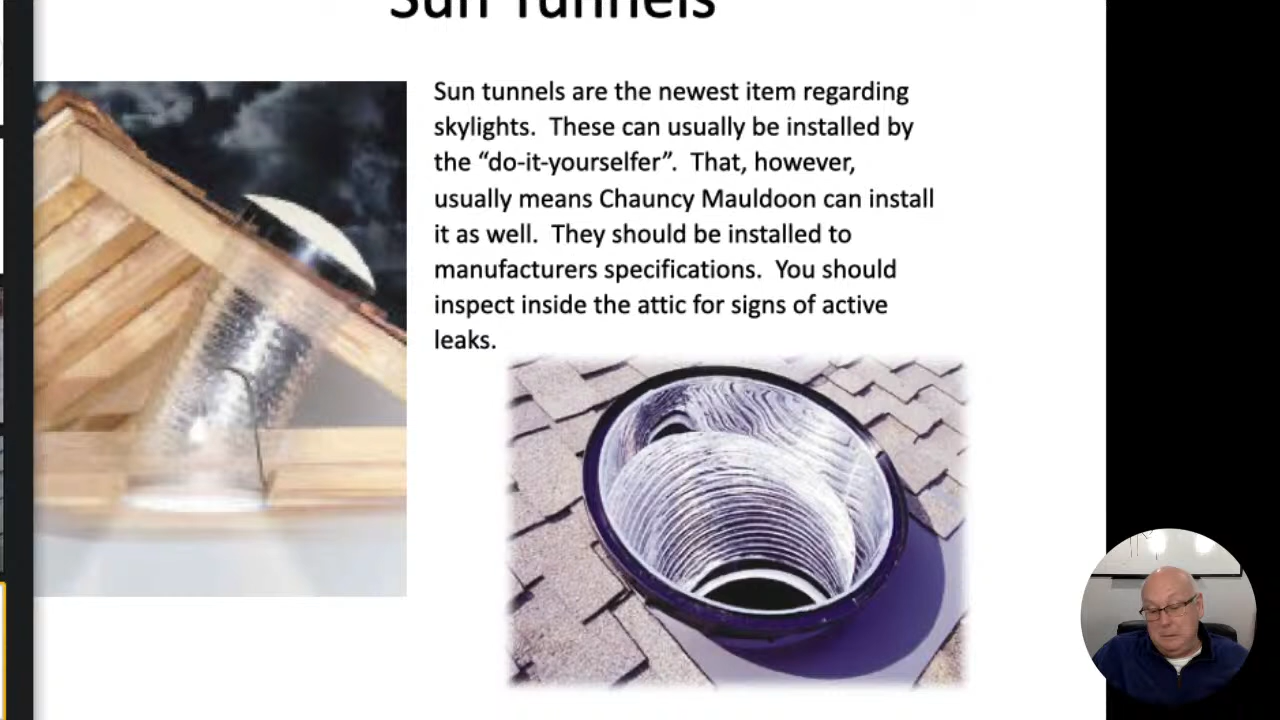 Sun Tunnels
Sun tunnels are the newest item regarding
skylights.  These can usually be installed by
the “do-it-yourselfer”.  That, however,
usually means Chauncy Mauldoon can install
it as well.  They should be installed to
manufacturers specifications.  You should
inspect inside the attic for signs of active
leaks.